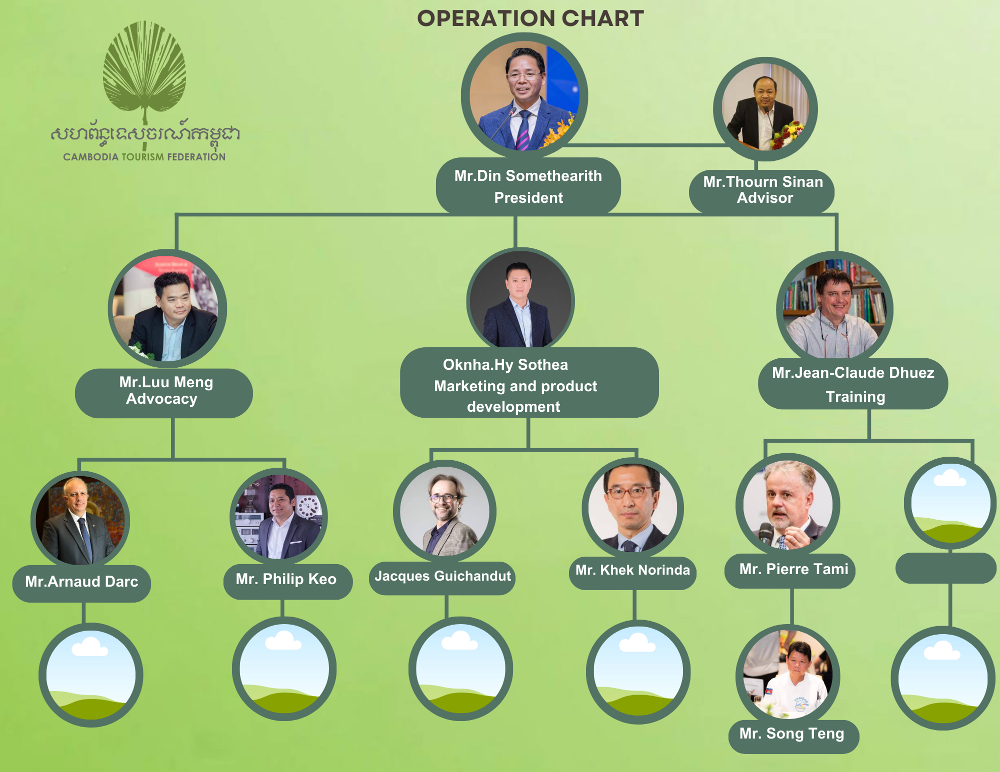 OPERATION CHART
សហព័ន្ធទេសចរណ៍កម្ពុជា
CAMBODIA TOURISM FEDERATION
Mr.Din Somethearith
President
Mr.Thourn Sinan
Advisor
Mr.Luu Meng
Advocacy
Oknha.Hy Sothea
Marketing and product
development
Mr.Jean-Claude Dhuez
Training
Mr.Arnaud Darc
Mr. Philip Keo
Jacques Guichandut
Mr. Khek Norinda
Mr. Pierre Tami
Mr. Song Teng